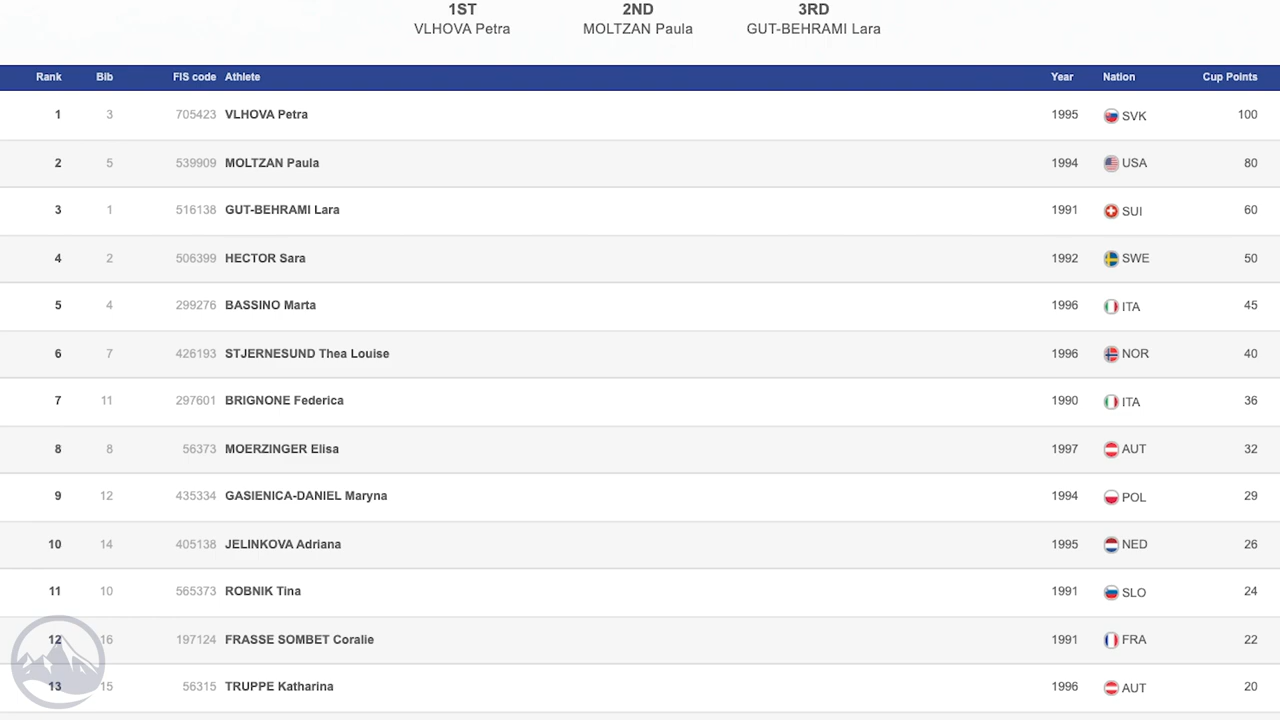 1ST 2ND 3RD
VLHOVA Petra MOLTZAN Paula GUT-BEHRAMI Lara
Rank Bib FIS code Athlete Year Nation Cup Points
1 3 705423 VLHOVA Petra 1995 SVK 100
2 5 539909 MOLTZAN Paula 1994 USA 80
3 1 516138 GUT-BEHRAMI Lara 1991 SUI 60
4 2 506399 HECTOR Sara 1992 SWE 50
5 4 299276 BASSINO Marta 1996 ITA 45
6 7 426193 STJERNESUND Thea Louise 1996 NOR 40
7 11 297601 BRIGNONE Federica 1990 ITA 36
8 8 56373 MOERZINGER Elisa 1997 AUT 32
9 12 435334 GASIENICA-DANIEL Maryna 1994 POL 29
10 14 405138 JELINKOVA Adriana 1995 NED 26
11 10 565373 ROBNIK Tina 1991 SLO 24
12 16 197124 FRASSE SOMBET Coralie 1991 FRA 22
13 15 56315 TRUPPE Katharina 1996 AUT 20